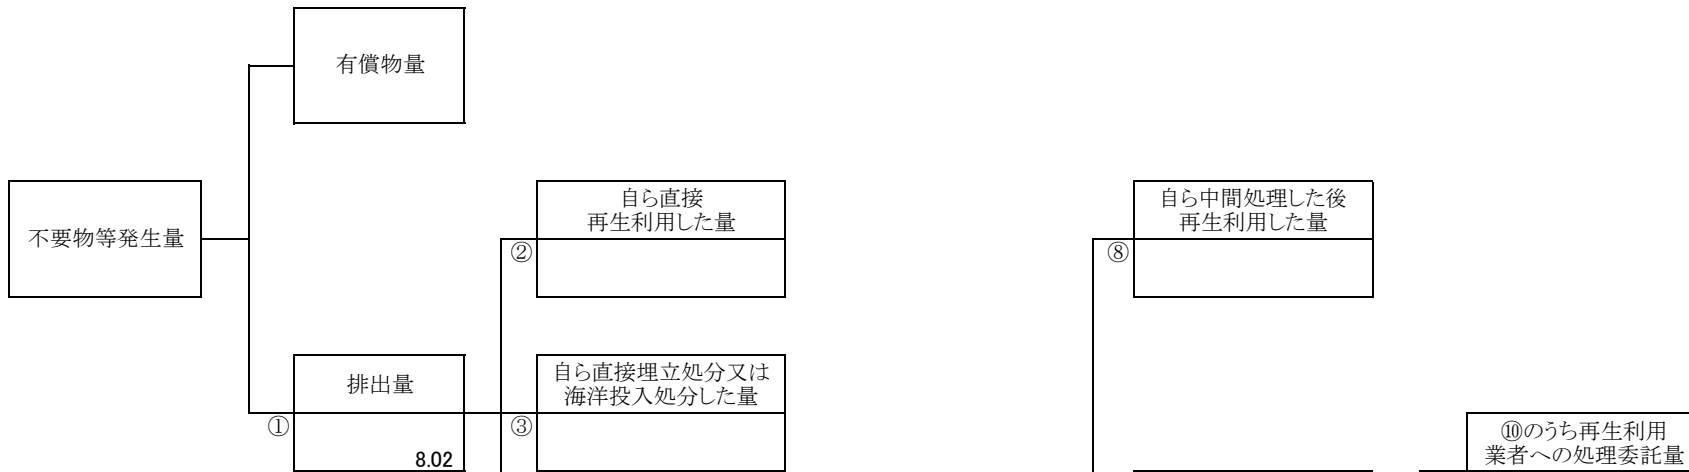 有償物量
不要物等発生量
自ら直接
再生利用した量
②
自ら中間処理した後
再生利用した量
⑧
排出量
①
8.02
自ら直接埋立処分又は
海洋投入処分した量
③
⑩のうち再生利用
業者への処理委託量